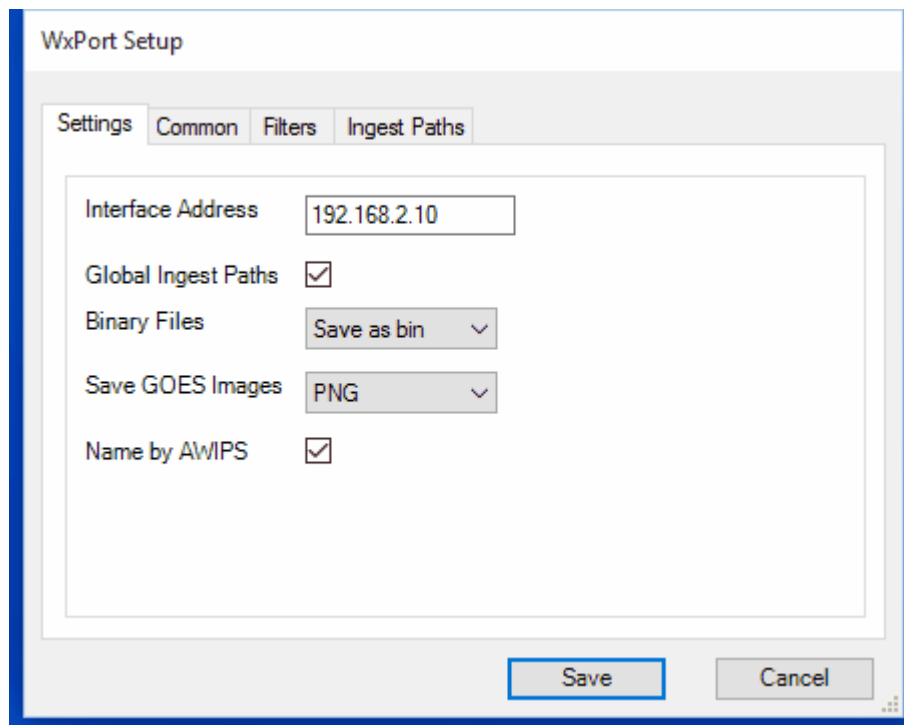 WxPort Setup
Settings Common Filters Ingest Paths
Interface Address 192.168.2.10
Global Ingest Paths
Binary Files Save as bin
Save GOES Images PNG
Name by AWIPS
Save Cancel